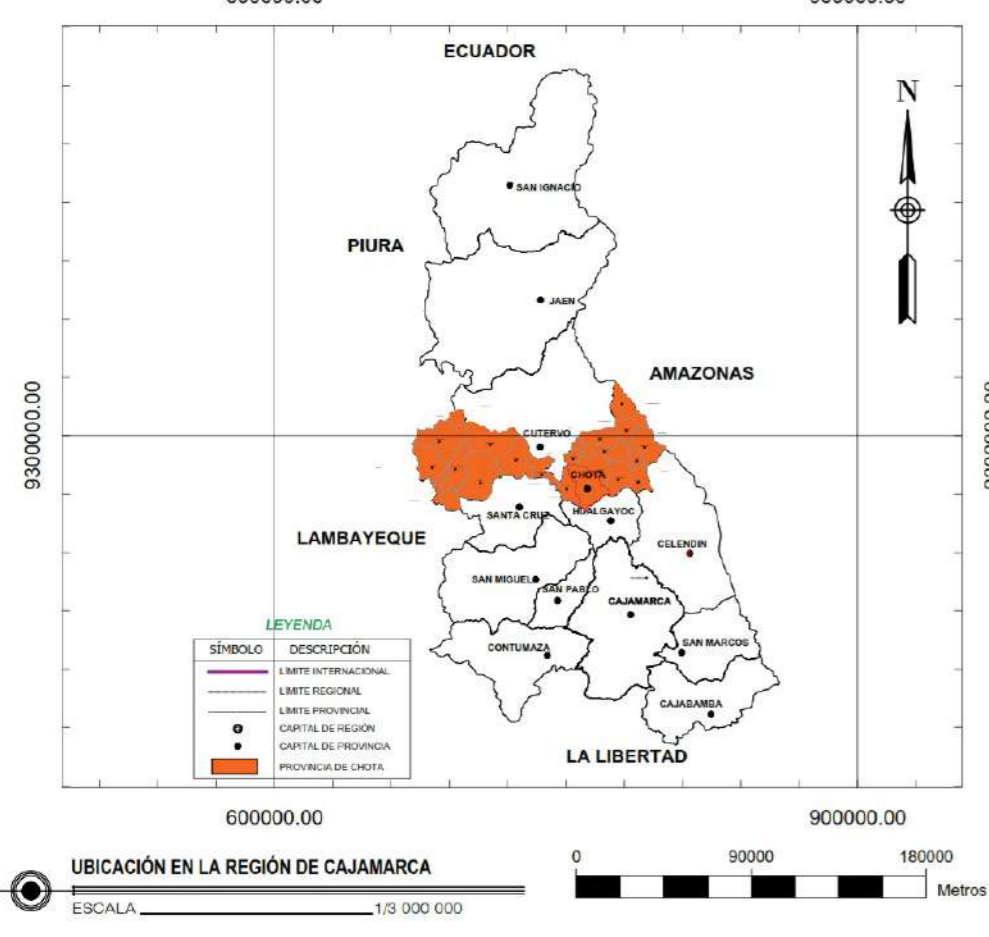 ECUADOR
N
SAN IGNACIO
PIURA
JAEN
AMAZONAS
9300000.00
CUTERVO
CHOTA
SANTA CRUZ
HUALGAYOC
LAMBAYEQUE
CELENDIN
SAN MIGUEL
SAN PABLO
CAJAMARCA
CONTUMAZA
SAN MARCOS
CAJABAMBA
LA LIBERTAD
LEYENDA
SÍMBOLO DESCRIPCIÓN
LÍMITE INTERNACIONAL
LÍMITE REGIONAL
LÍMITE PROVINCIAL
CAPITAL DE REGIÓN
CAPITAL DE PROVINCIA
PROVINCIA DE CHOTA
600000.00 900000.00
UBICACIÓN EN LA REGIÓN DE CAJAMARCA
ESCALA 1/3 000 000
0 90000 180000
Metros